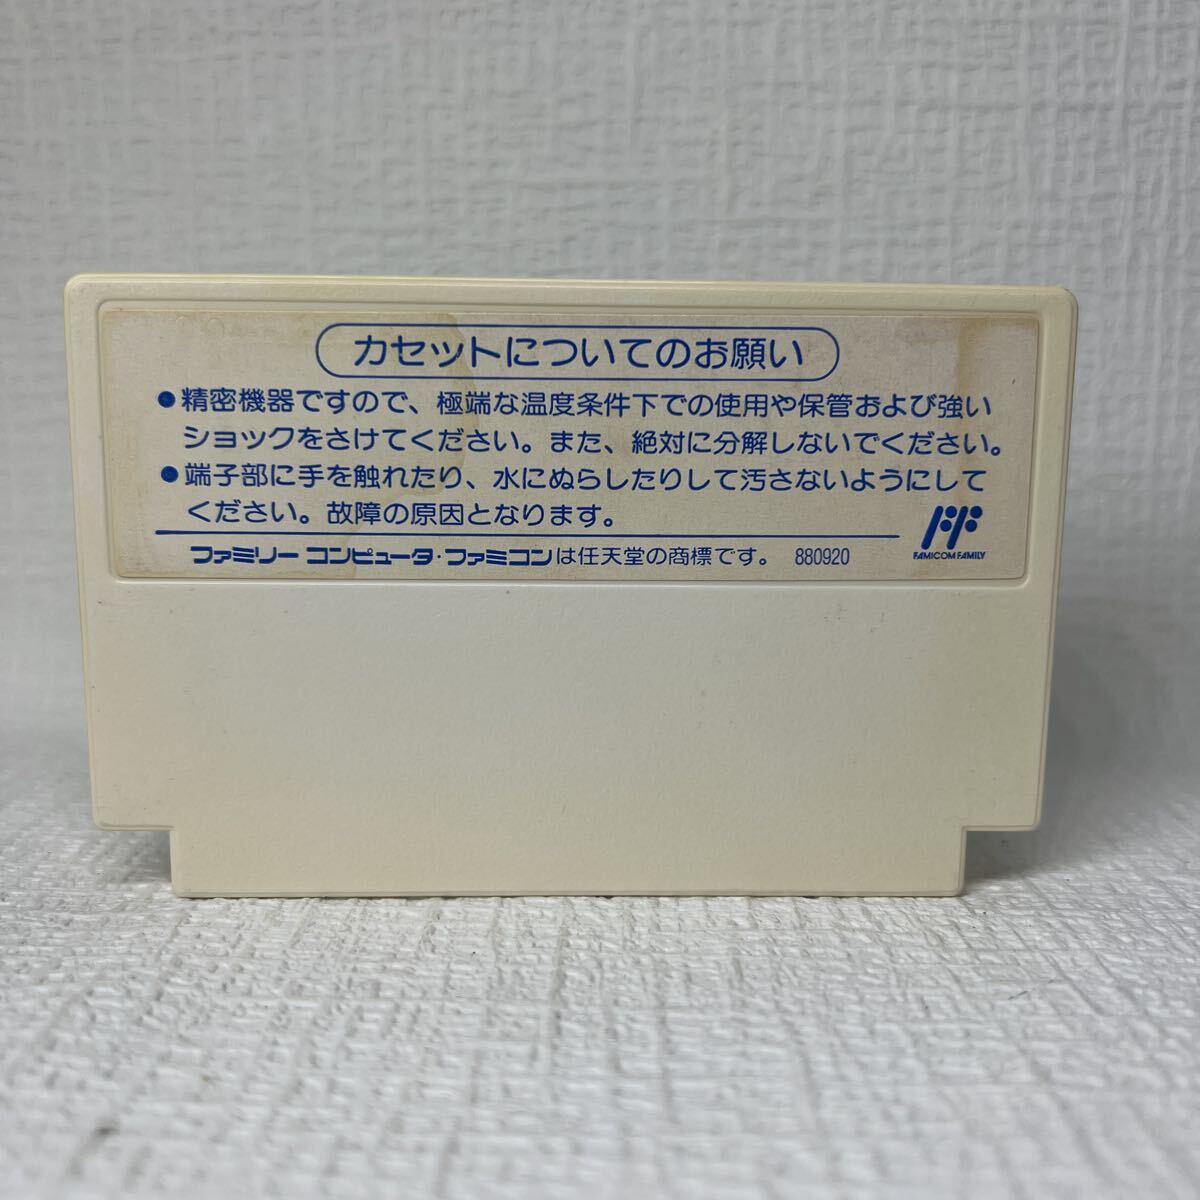 カセットについてのお願い
●精密機器ですので、極端な温度条件下での使用や保管および強い
ショックをさけてください。また、絶対に分解しないでください。
●端子部に手を触れたり、水にぬらしたりして汚さないようにして
ください。故障の原因となります。
ファミリーコンピュータ・ファミコンは任天堂の商標です。 880920
FF
FAMICOM FAMILY